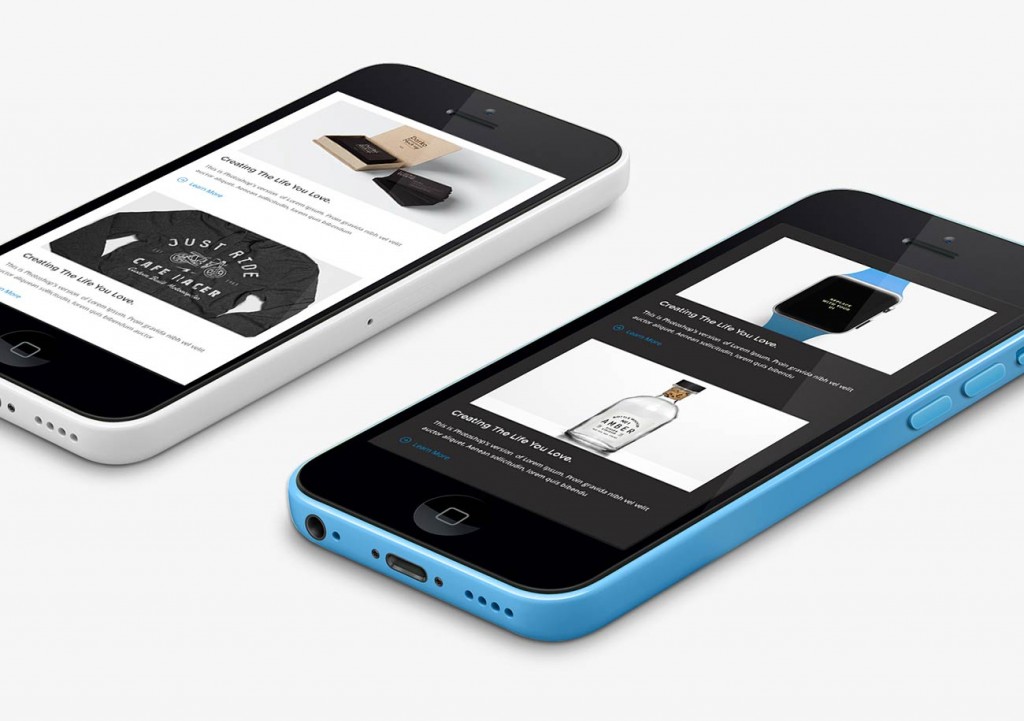 Creating The Life You Love.
This is Photoshop's version of Lorem Ipsum. Proin gravida nibh vel velit
auctor aliquet. Aenean sollicitudin, lorem quis bibendum
Learn More
JUST RIDE
CAFE RACER
Creating The Life You Love.
This is Photoshop's version of Lorem Ipsum. Proin gravida nibh vel velit
auctor aliquet. Aenean sollicitudin, lorem quis bibendum auctor
More
REPLACE
WITH YOUR
UI
Creating The Life You Love.
This is Photoshop's version of Lorem Ipsum. Proin gravida nibh vel velit
auctor aliquet. Aenean sollicitudin, lorem quis bibendu
Learn More
AMBER
Creating The Life You Love.
This is Photoshop's version of Lorem Ipsum. Proin gravida nibh vel velit
auctor aliquet. Aenean sollicitudin, lorem quis bibendu
Learn More